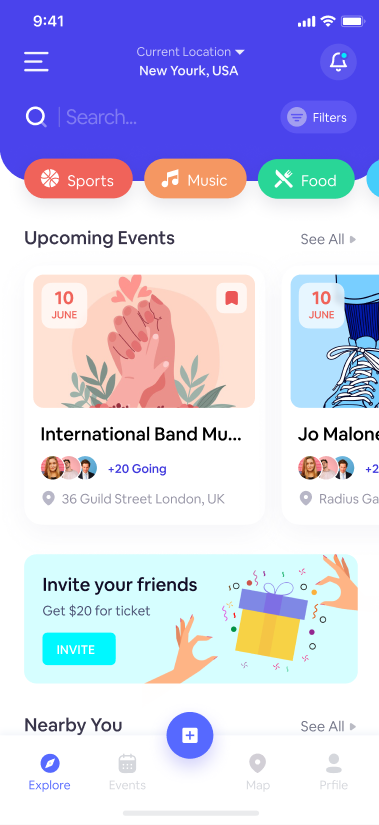 9:41
Current Location
New Yourk, USA
Search...
Filters
Sports
Music
Food
Upcoming Events
See All
10
JUNE
10
JUNE
International Band Mu...
Jo Malone
+20 Going
+2
36 Guild Street London, UK
Radius Ga
Invite your friends
Get $20 for ticket
INVITE
Nearby You
See All
Explore
Events
Map
Prfile